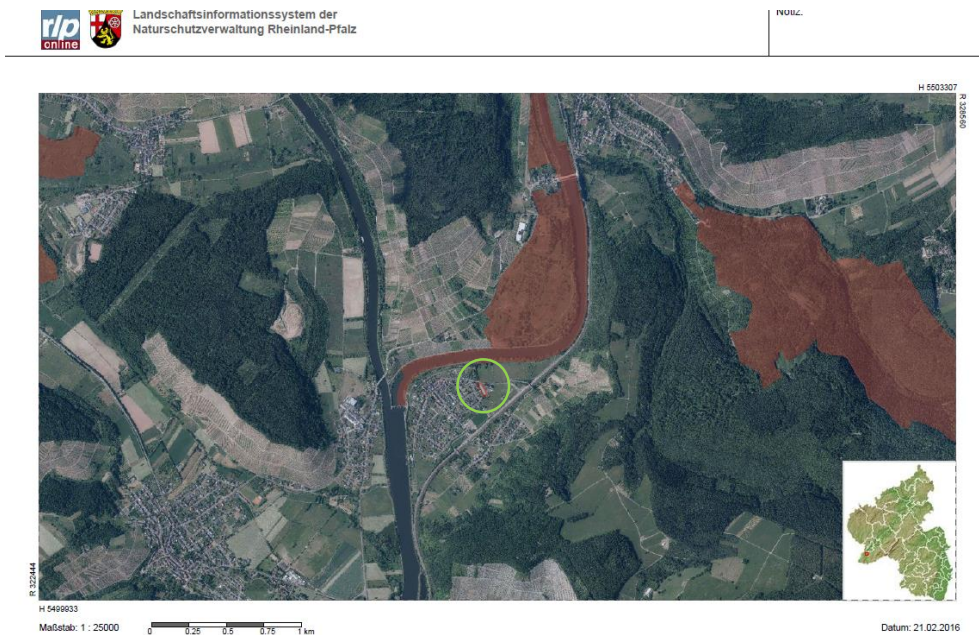 rlp
online
Landschaftsinformationssystem der
Naturschutzverwaltung Rheinland-Pfalz
Notiz:
H 5503307
R 328560
R 322444
H 5499933
Maßstab: 1 : 25000
0 0.25 0.5 0.75 1 km
Datum: 21.02.2016